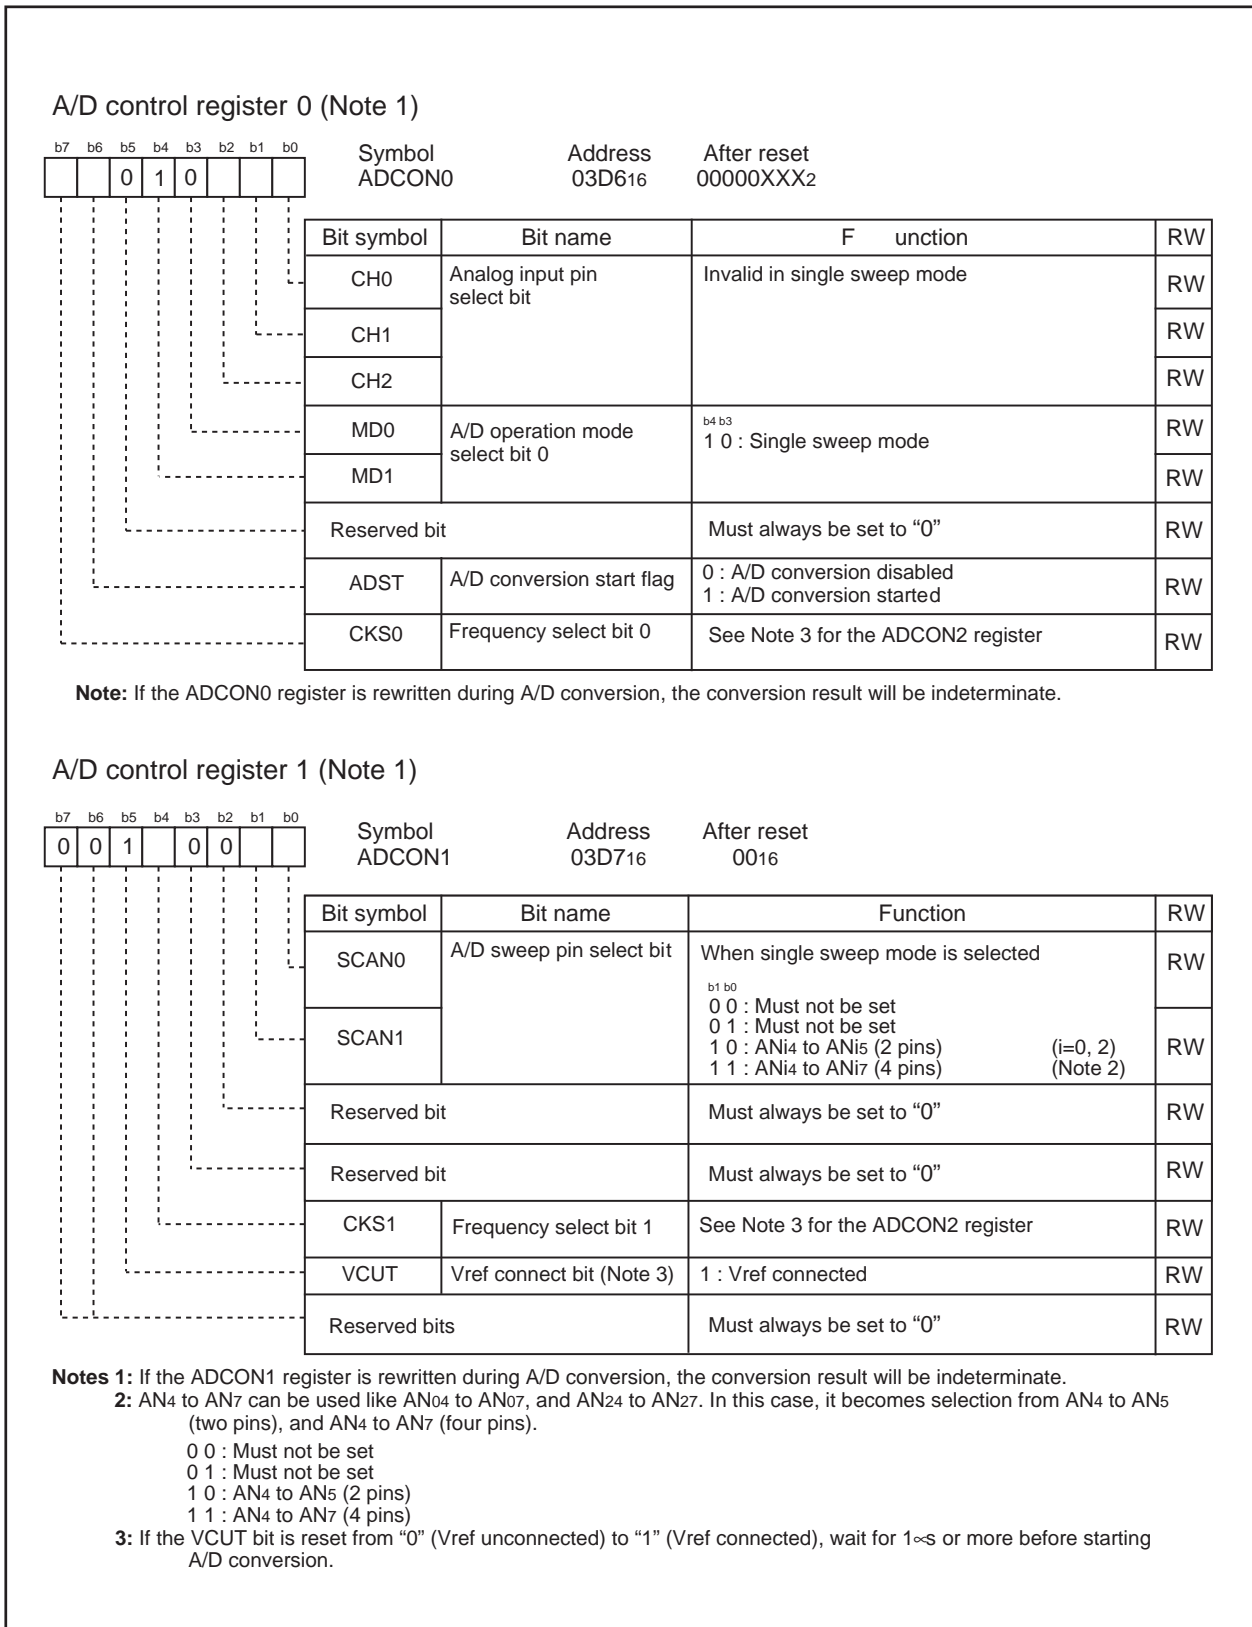 A/D control register 0 (Note 1)
b7 b6 b5 b4 b3 b2 b1 b0
0 1 0
Symbol Address After reset
ADCON0 03D616 00000XXX2
Bit symbol Bit name F unction RW
CH0 Analog input pin select bit Invalid in single sweep mode RW
CH1 RW
CH2 RW
MD0 A/D operation mode select bit 0 b4 b3 RW
1 0 : Single sweep mode
MD1 RW
Reserved bit Must always be set to “0” RW
ADST A/D conversion start flag 0 : A/D conversion disabled RW
1 : A/D conversion started
CKS0 Frequency select bit 0 See Note 3 for the ADCON2 register RW
Note: If the ADCON0 register is rewritten during A/D conversion, the conversion result will be indeterminate.
A/D control register 1 (Note 1)
b7 b6 b5 b4 b3 b2 b1 b0
0 0 1 0 0
Symbol Address After reset
ADCON1 03D716 0016
Bit symbol Bit name Function RW
SCAN0 A/D sweep pin select bit When single sweep mode is selected RW
b1 b0
0 0 : Must not be set
0 1 : Must not be set
SCAN1 1 0 : ANi4 to ANi5 (2 pins) (i=0, 2) RW
1 1 : ANi4 to ANi7 (4 pins) (Note 2)
Reserved bit Must always be set to “0” RW
Reserved bit Must always be set to “0” RW
CKS1 Frequency select bit 1 See Note 3 for the ADCON2 register RW
VCUT Vref connect bit (Note 3) 1 : Vref connected RW
Reserved bits Must always be set to “0” RW
Notes 1: If the ADCON1 register is rewritten during A/D conversion, the conversion result will be indeterminate.
2: AN4 to AN7 can be used like AN04 to AN07, and AN24 to AN27. In this case, it becomes selection from AN4 to AN5
(two pins), and AN4 to AN7 (four pins).
0 0 : Must not be set
0 1 : Must not be set
1 0 : AN4 to AN5 (2 pins)
1 1 : AN4 to AN7 (4 pins)
3: If the VCUT bit is reset from “0” (Vref unconnected) to “1” (Vref connected), wait for 1∝s or more before starting
A/D conversion.